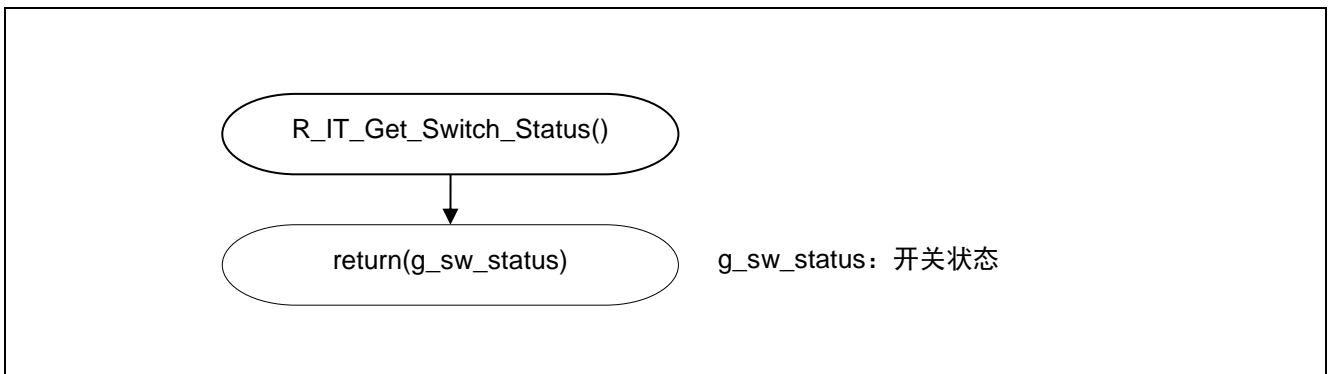 R_IT_Get_Switch_Status()
return(g_sw_status)
g_sw_status：开关状态